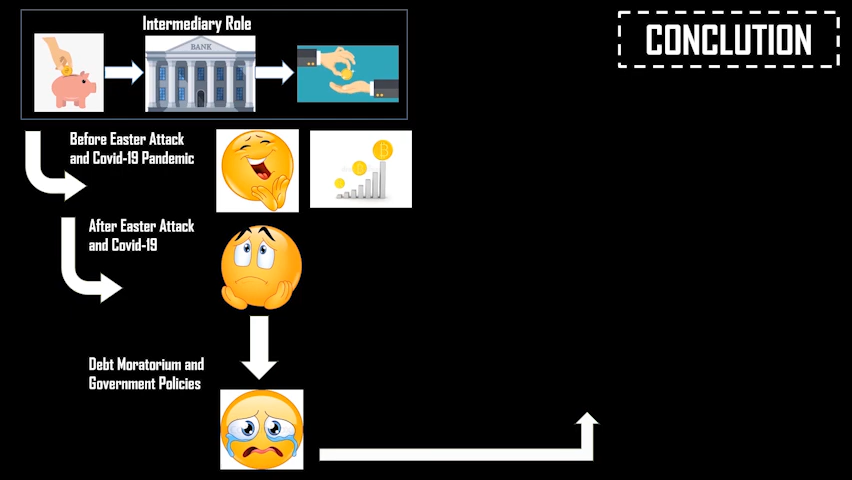 Intermediary Role
CONCLUTION
BANK
Before Easter Attack
and Covid-19 Pandemic
After Easter Attack
and Covid-19
Debt Moratorium and
Government Policies